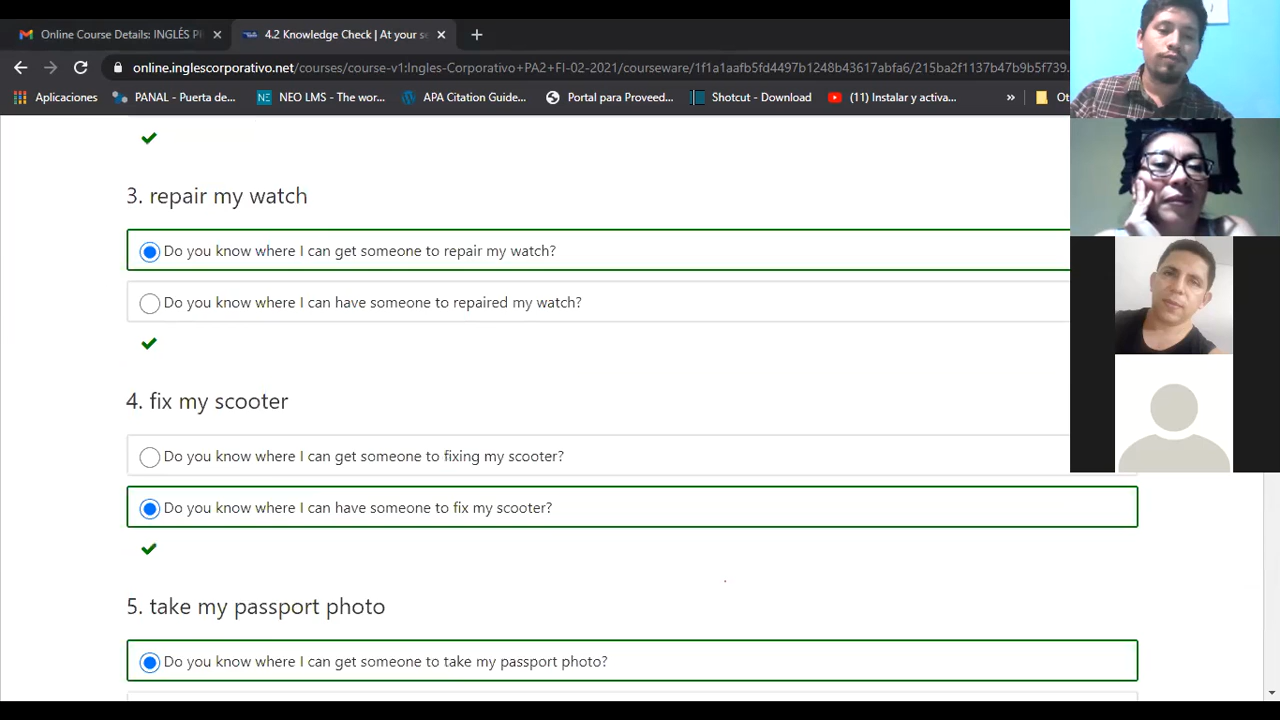 Online Course Details: INGLÉS P
4.2 Knowledge Check | At your se
online.inglescorporativo.net/courses/course-v1:Ingles-Corporativo+PA2+FI-02-2021/courseware/1f1a1aafb5fd4497b1248b43617abfa6/215ba2f1137b47b9b5f739
Aplicaciones
PANAL - Puerta de...
NEO LMS - The wor...
APA Citation Guide...
Portal para Proveed...
Shotcut - Download
(11) Instalar y activa...
»
Ot
3. repair my watch
Do you know where I can get someone to repair my watch?
Do you know where I can have someone to repaired my watch?
4. fix my scooter
Do you know where I can get someone to fixing my scooter?
Do you know where I can have someone to fix my scooter?
5. take my passport photo
Do you know where I can get someone to take my passport photo?